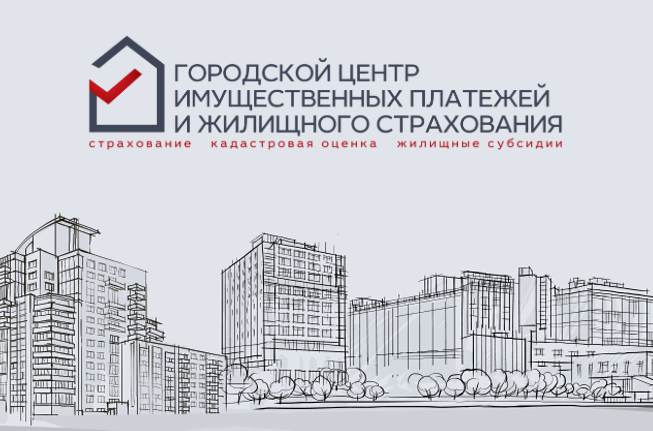 ГОРОДСКОЙ ЦЕНТР
ИМУЩЕСТВЕННЫХ ПЛАТЕЖЕЙ
И ЖИЛИЩНОГО СТРАХОВАНИЯ
страхование кадастровая оценка жилищные субсидии